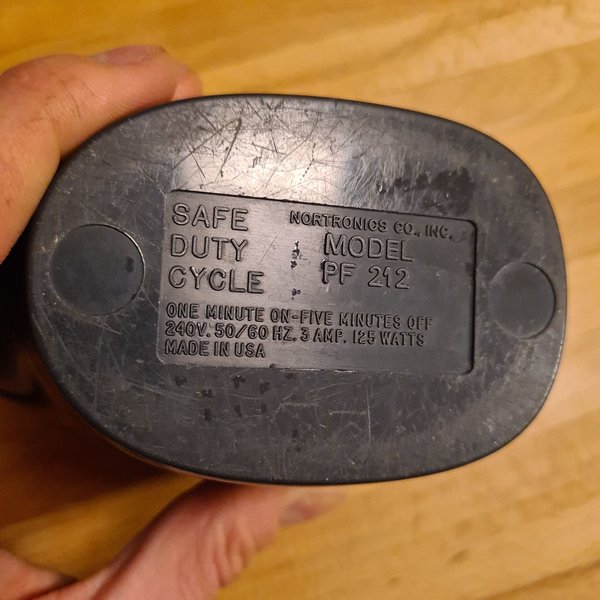 SAFE
DUTY
CYCLE
NORTRONICS CO., INC.
MODEL
PF 212
ONE MINUTE ON-FIVE MINUTES OFF
240V. 50/60 HZ. 3 AMP. 125 WATTS
MADE IN USA